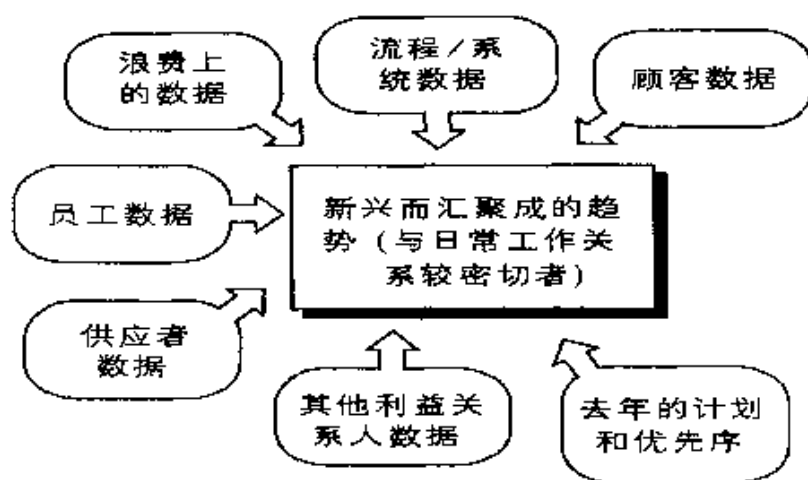 浪费上
的数据
流程/系
统数据
顾客数据
员工数据
新兴而汇聚成的趋
势(与日常工作关
系较密切者)
供应者
数据
其他利益关
系人数据
去年的计划
和优先序